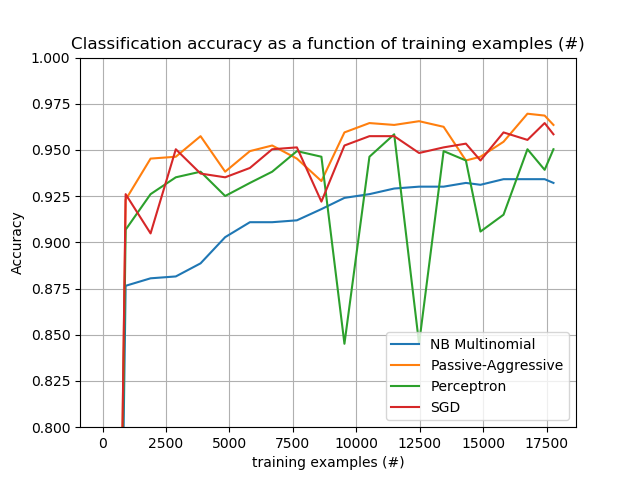 Classification accuracy as a function of training examples (#)
1.000
0.975
0.950
0.925
0.900
0.875
0.850
0.825
0.800
Accuracy
NB Multinomial
Passive-Aggressive
Perceptron
SGD
0 2500 5000 7500 10000 12500 15000 17500
training examples (#)